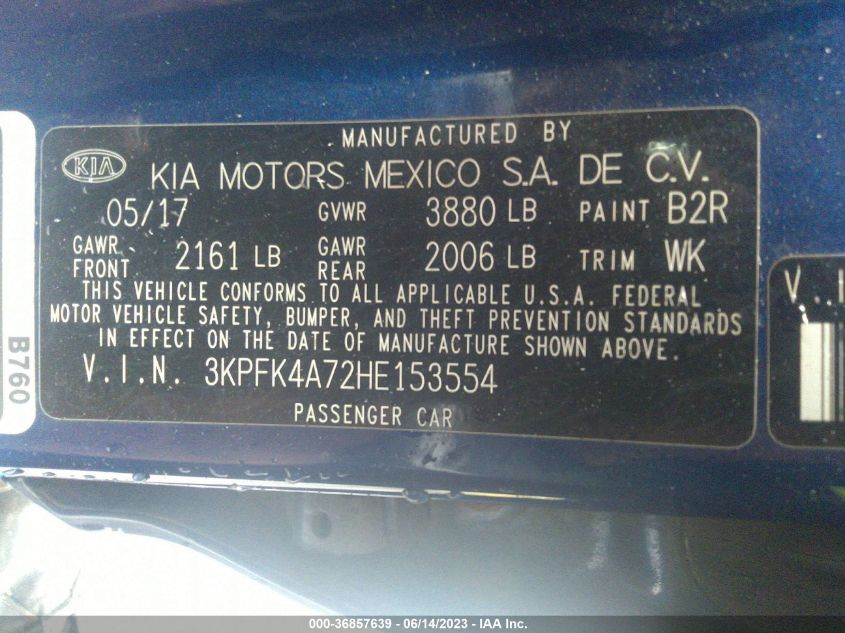 MANUFACTURED BY
KIA KIA MOTORS MEXICO S.A. DE C.V.
05/17 GVWR 3880 LB PAINT B2R
GAWR FRONT 2161 LB GAWR REAR 2006 LB TRIM WK
THIS VEHICLE CONFORMS TO ALL APPLICABLE U.S.A. FEDERAL
MOTOR VEHICLE SAFETY, BUMPER, AND THEFT PREVENTION STANDARDS
IN EFFECT ON THE DATE OF MANUFACTURE SHOWN ABOVE.
V.I.N. 3KPFK4A72HE153554
PASSENGER CAR
B760
V..I
000-36857639 - 06/14/2023 - IAA Inc.